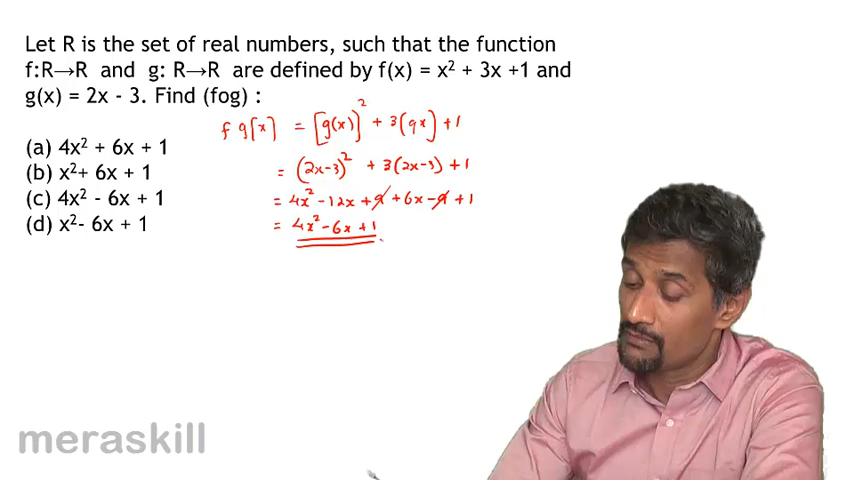 Let R is the set of real numbers, such that the function
f:R→R and g: R→R are defined by f(x) = x² + 3x +1 and
g(x) = 2x - 3. Find (fog) :
f g[x] = [g(x)]² + 3(gx) + 1
(a) 4x² + 6x + 1
= (2x-3)² + 3(2x-3) + 1
(b) x²+ 6x + 1
= 4x² - 12x + 9 + 6x - 9 + 1
(c) 4x² - 6x + 1
= 4x² - 6x + 1
(d) x²- 6x + 1
meraskill